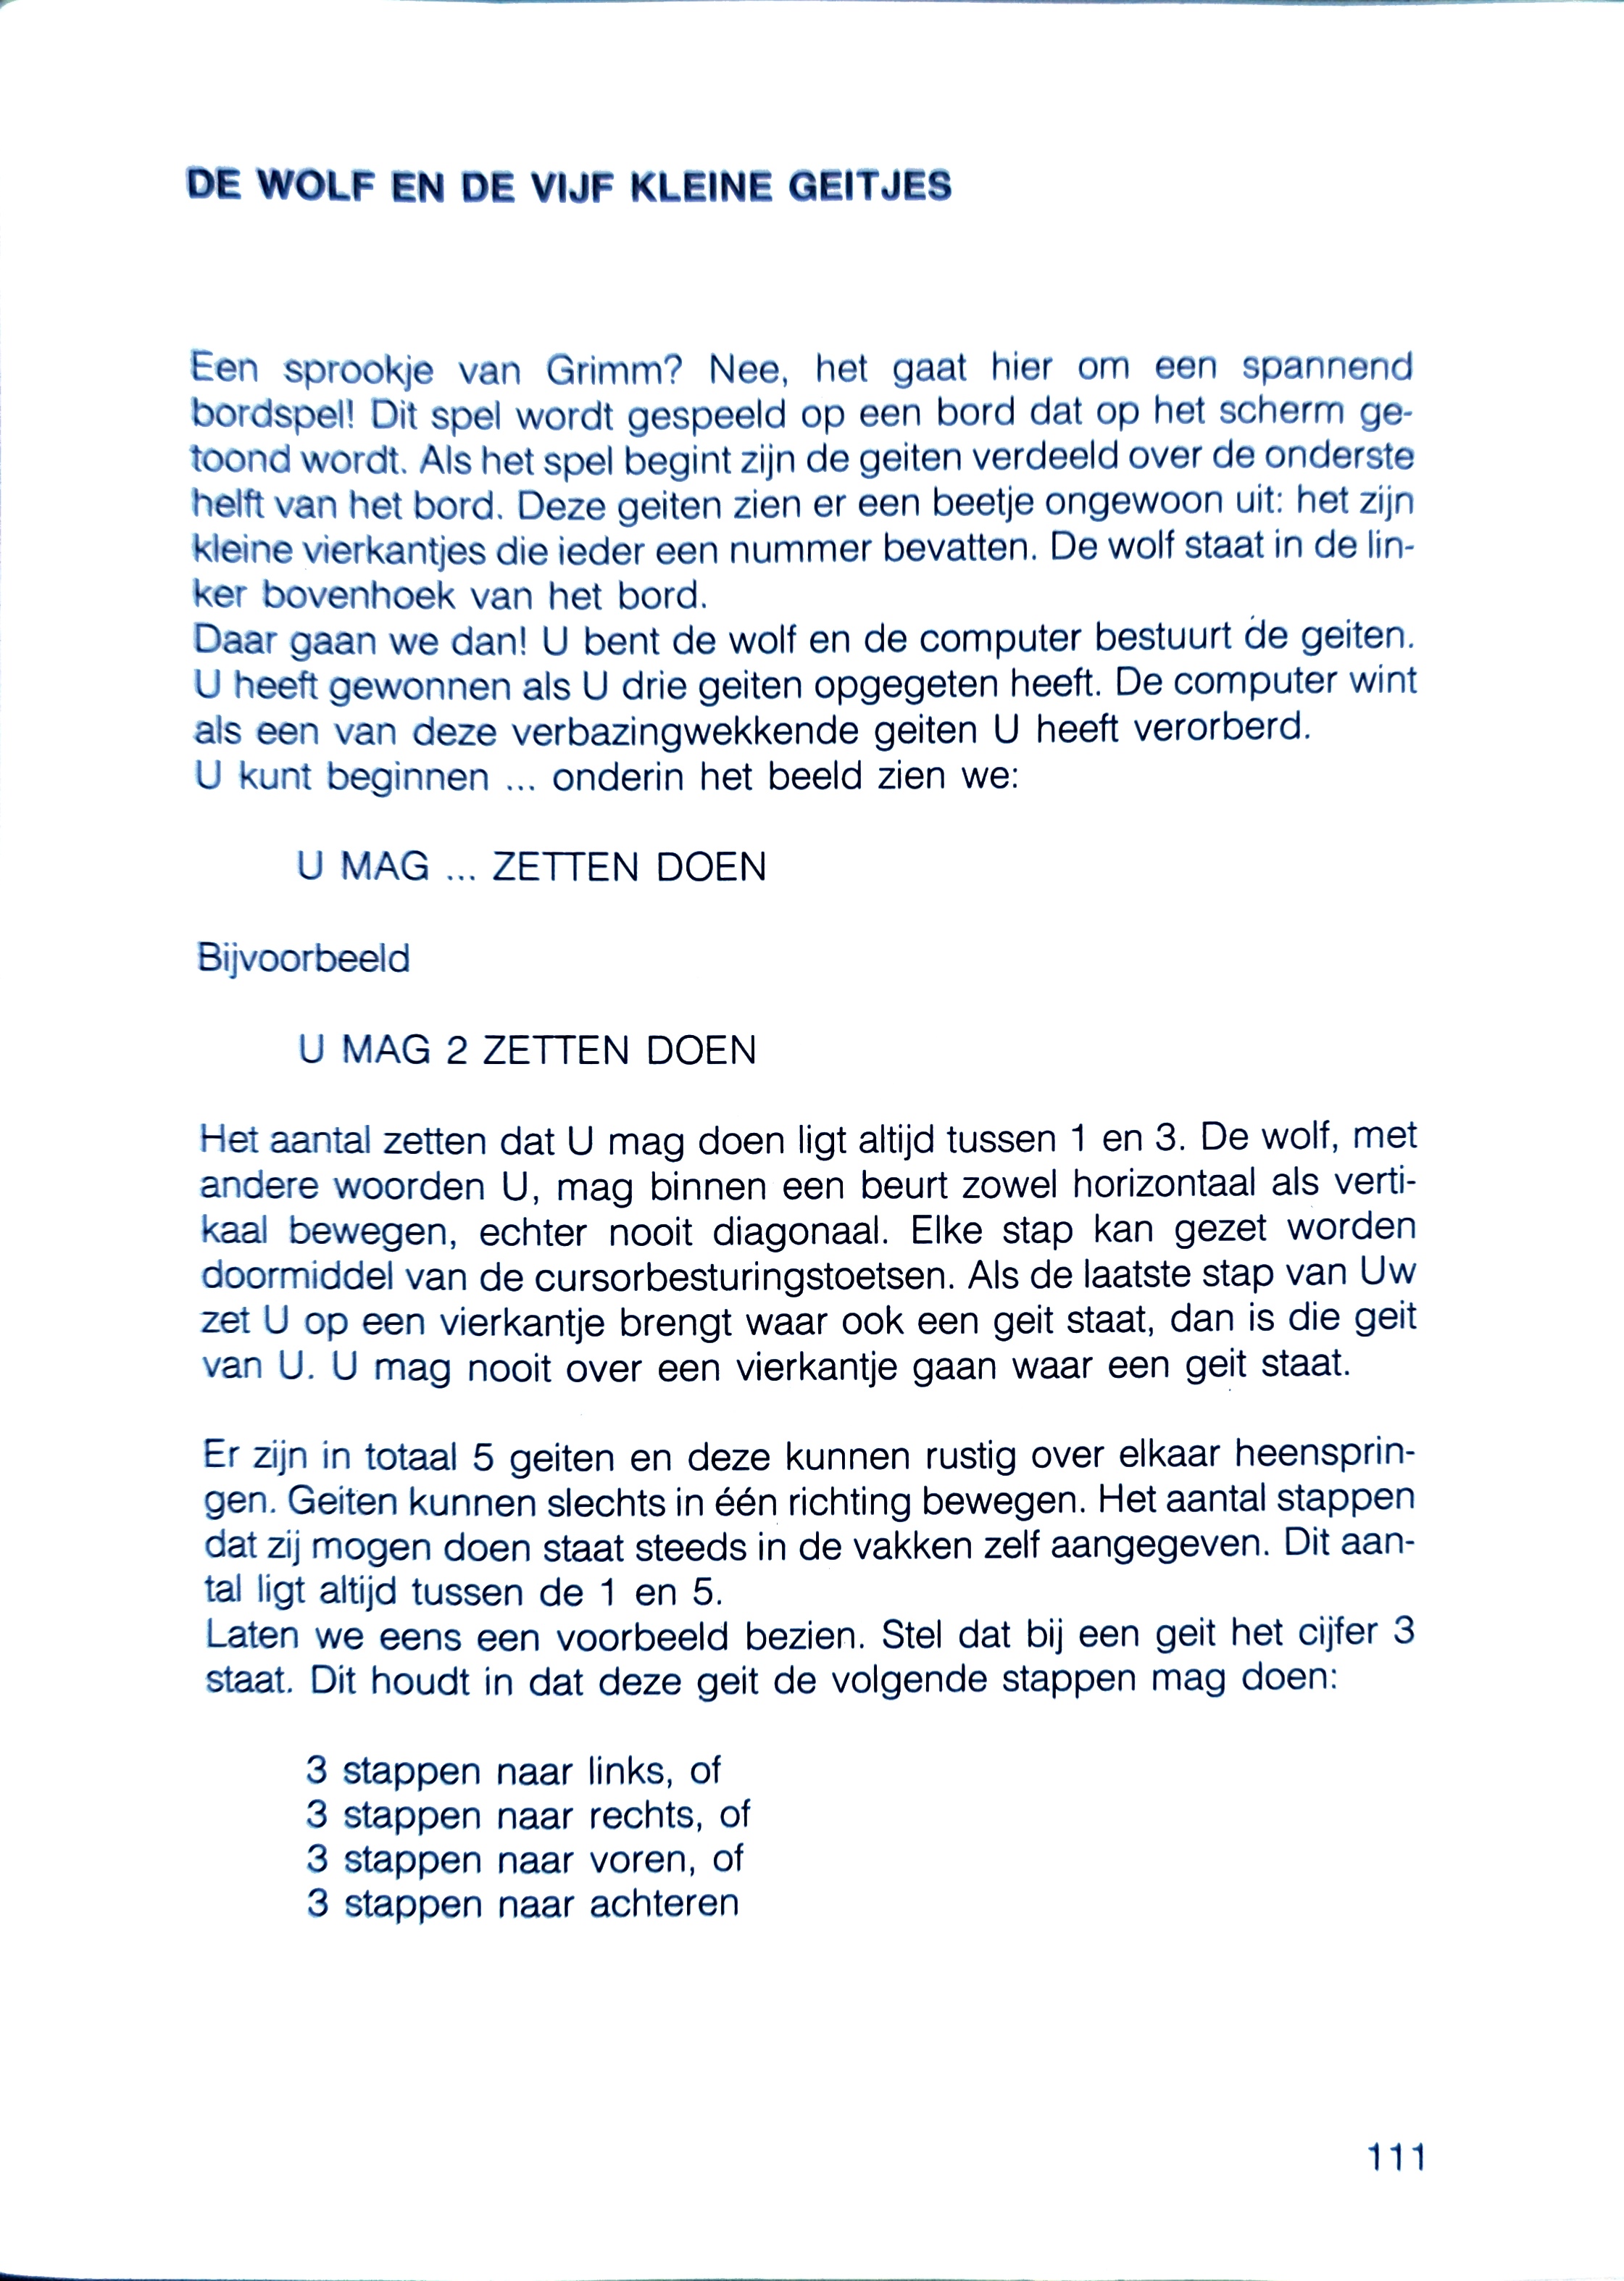 DE WOLF EN DE VIJF KLEINE GEITJES
Een sprookje van Grimm? Nee, het gaat hier om een spannend
bordspel! Dit spel wordt gespeeld op een bord dat op het scherm ge-
toond wordt. Als het spel begint zijn de geiten verdeeld over de onderste
helft van het bord. Deze geiten zien er een beetje ongewoon uit: het zijn
kleine vierkantjes die ieder een nummer bevatten. De wolf staat in de lin-
ker bovenhoek van het bord.
Daar gaan we dan! U bent de wolf en de computer bestuurt de geiten.
U heeft gewonnen als U drie geiten opgegeten heeft. De computer wint
als een van deze verbazingwekkende geiten U heeft verorberd.
U kunt beginnen ... onderin het beeld zien we:
U MAG ... ZETTEN DOEN
Bijvoorbeeld
U MAG 2 ZETTEN DOEN
Het aantal zetten dat U mag doen ligt altijd tussen 1 en 3. De wolf, met
andere woorden U, mag binnen een beurt zowel horizontaal als verti-
kaal bewegen, echter nooit diagonaal. Elke stap kan gezet worden
doormiddel van de cursorbesturingstoetsen. Als de laatste stap van Uw
zet U op een vierkantje brengt waar ook een geit staat, dan is die geit
van U. U mag nooit over een vierkantje gaan waar een geit staat.
Er zijn in totaal 5 geiten en deze kunnen rustig over elkaar heensprin-
gen. Geiten kunnen slechts in één richting bewegen. Het aantal stappen
dat zij mogen doen staat steeds in de vakken zelf aangegeven. Dit aan-
tal ligt altijd tussen de 1 en 5.
Laten we eens een voorbeeld bezien. Stel dat bij een geit het cijfer 3
staat. Dit houdt in dat deze geit de volgende stappen mag doen:
3 stappen naar links, of
3 stappen naar rechts, of
3 stappen naar voren, of
3 stappen naar achteren
111